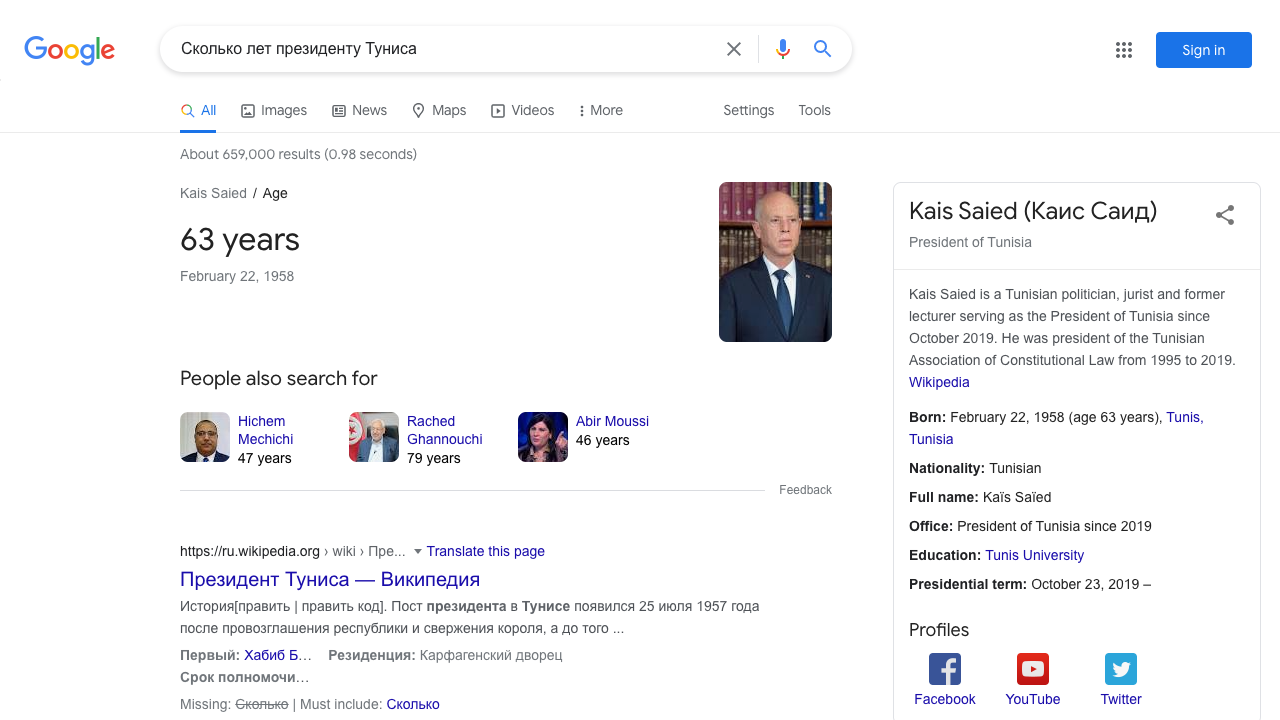 Google
Сколько лет президенту Туниса
Sign in
All Images News Maps Videos More Settings Tools
About 659,000 results (0.98 seconds)
Kais Saied / Age
63 years
February 22, 1958
People also search for
Hichem
Mechichi
47 years
Rached
Ghannouchi
79 years
Abir Moussi
46 years
Feedback
https://ru.wikipedia.org › wiki › Пре... Translate this page
Президент Туниса — Википедия
История[править | править код]. Пост президента в Тунисе появился 25 июля 1957 года
после провозглашения республики и свержения короля, а до того ...
Первый: Хабиб Б… Резиденция: Карфагенский дворец
Срок полномочи…
Missing: Сколько | Must include: Сколько
Kais Saied (Каис Саид)
President of Tunisia
Kais Saied is a Tunisian politician, jurist and former
lecturer serving as the President of Tunisia since
October 2019. He was president of the Tunisian
Association of Constitutional Law from 1995 to 2019.
Wikipedia
Born: February 22, 1958 (age 63 years), Tunis,
Tunisia
Nationality: Tunisian
Full name: Kaïs Saïed
Office: President of Tunisia since 2019
Education: Tunis University
Presidential term: October 23, 2019 –
Profiles
Facebook YouTube Twitter